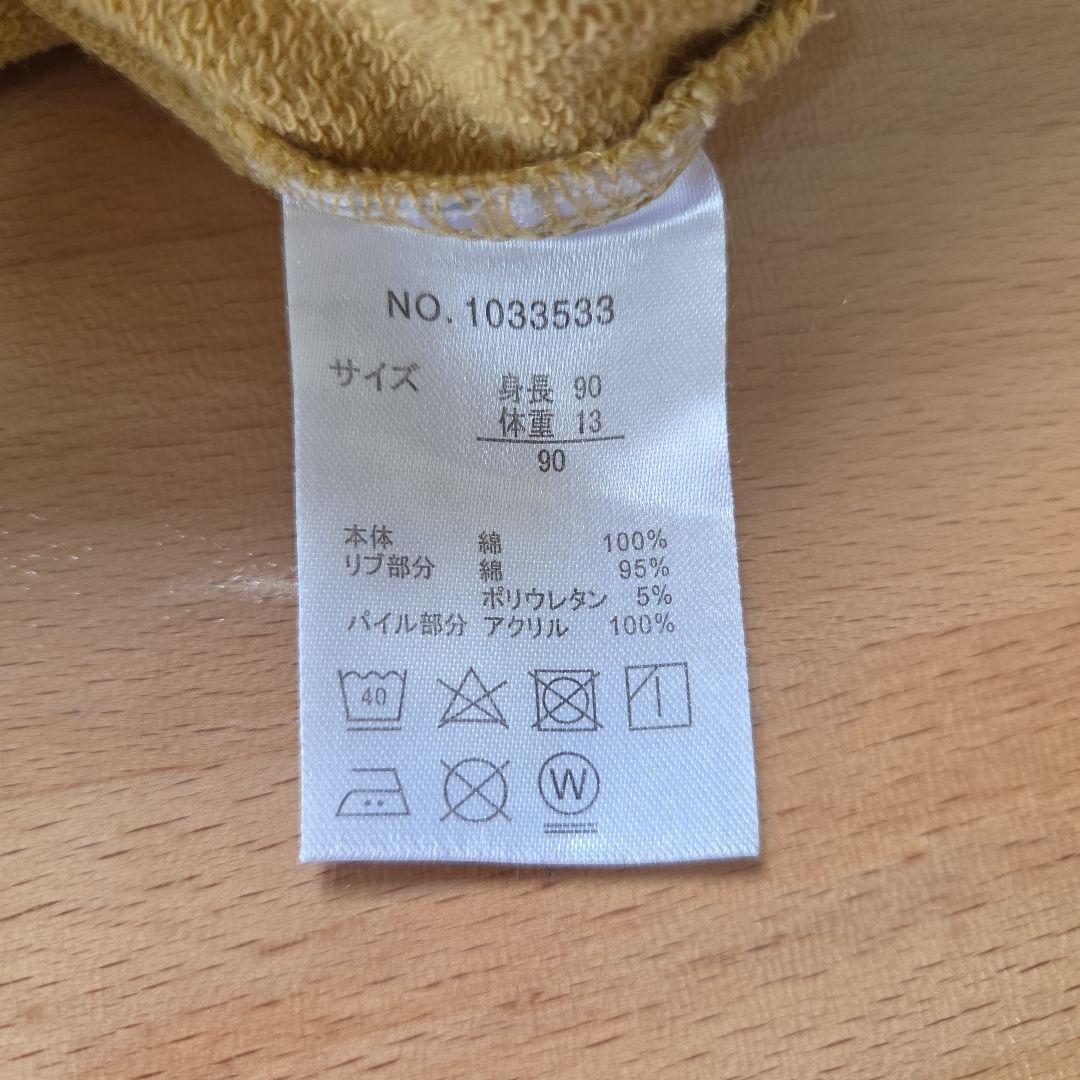 NO. 1033533
サイズ 身長 90
体重 13
90
本体 綿 100%
リブ部分 綿 95%
ポリウレタン 5%
パイル部分 アクリル 100%
40
W